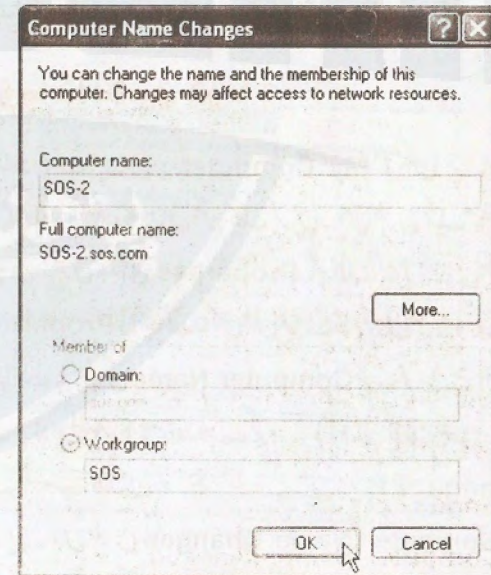 Computer Name Changes
You can change the name and the membership of this
computer. Changes may affect access to network resources.
Computer name:
SOS-2
Full computer name:
SOS-2.sos.com
More...
Member of
Domain:
Workgroup:
SOS
OK
Cancel